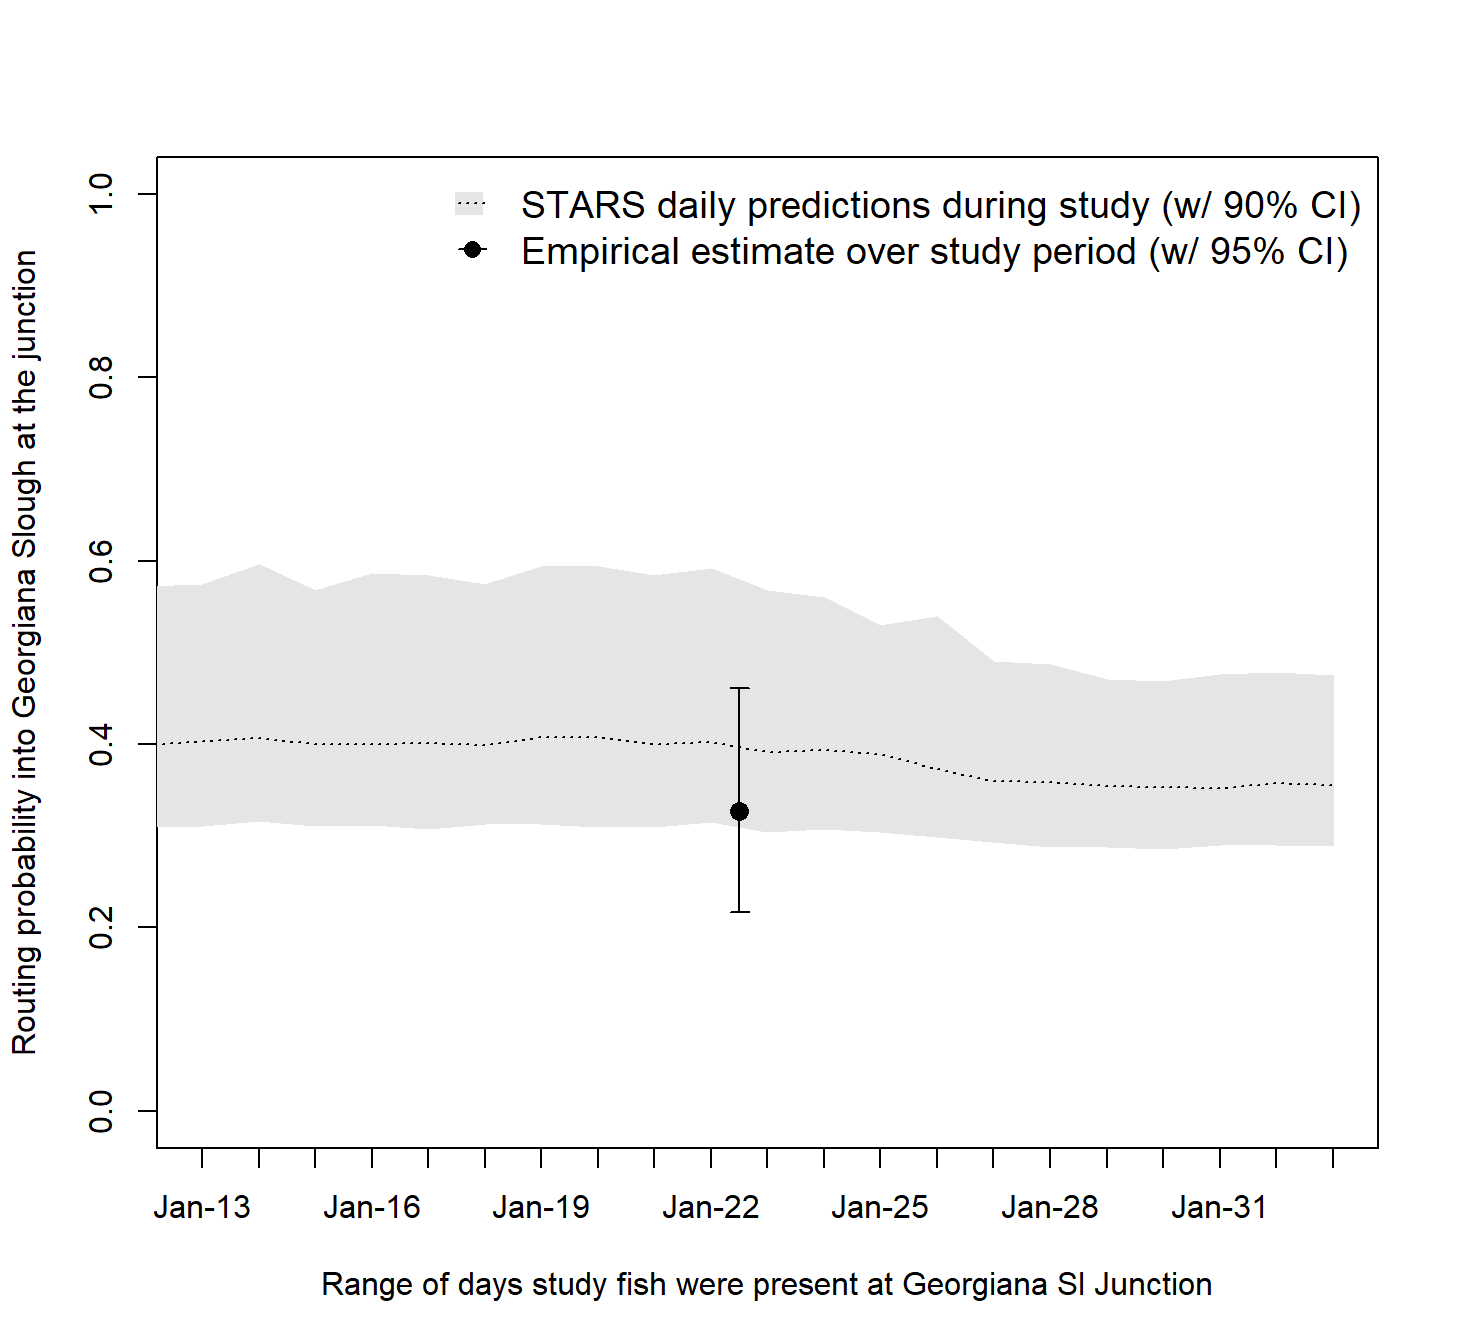 STARS daily predictions during study (w/ 90% CI)
Empirical estimate over study period (w/ 95% CI)
Routing probability into Georgiana Slough at the junction
1.0
0.8
0.6
0.4
0.2
0.0
Jan-13 Jan-16 Jan-19 Jan-22 Jan-25 Jan-28 Jan-31
Range of days study fish were present at Georgiana Sl Junction